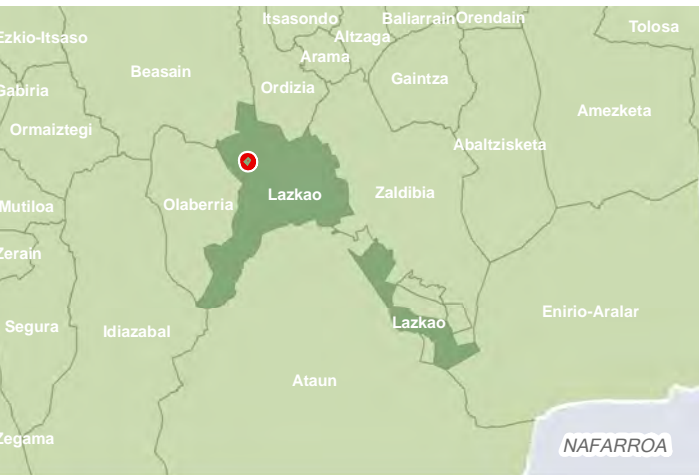 Itsasondo
Baliarrain
Orendain
Tolosa
Ezkio-Itsaso
Altzaga
Arama
Beasain
Gaintza
Gabiria
Ordizia
Amezketa
Ormaiztegi
Abaltzisketa
Lazkao
Zaldibia
Mutiloa
Olaberria
Zerain
Enirio-Aralar
Lazkao
Segura
Idiazabal
Ataun
Zegama
NAFARROA